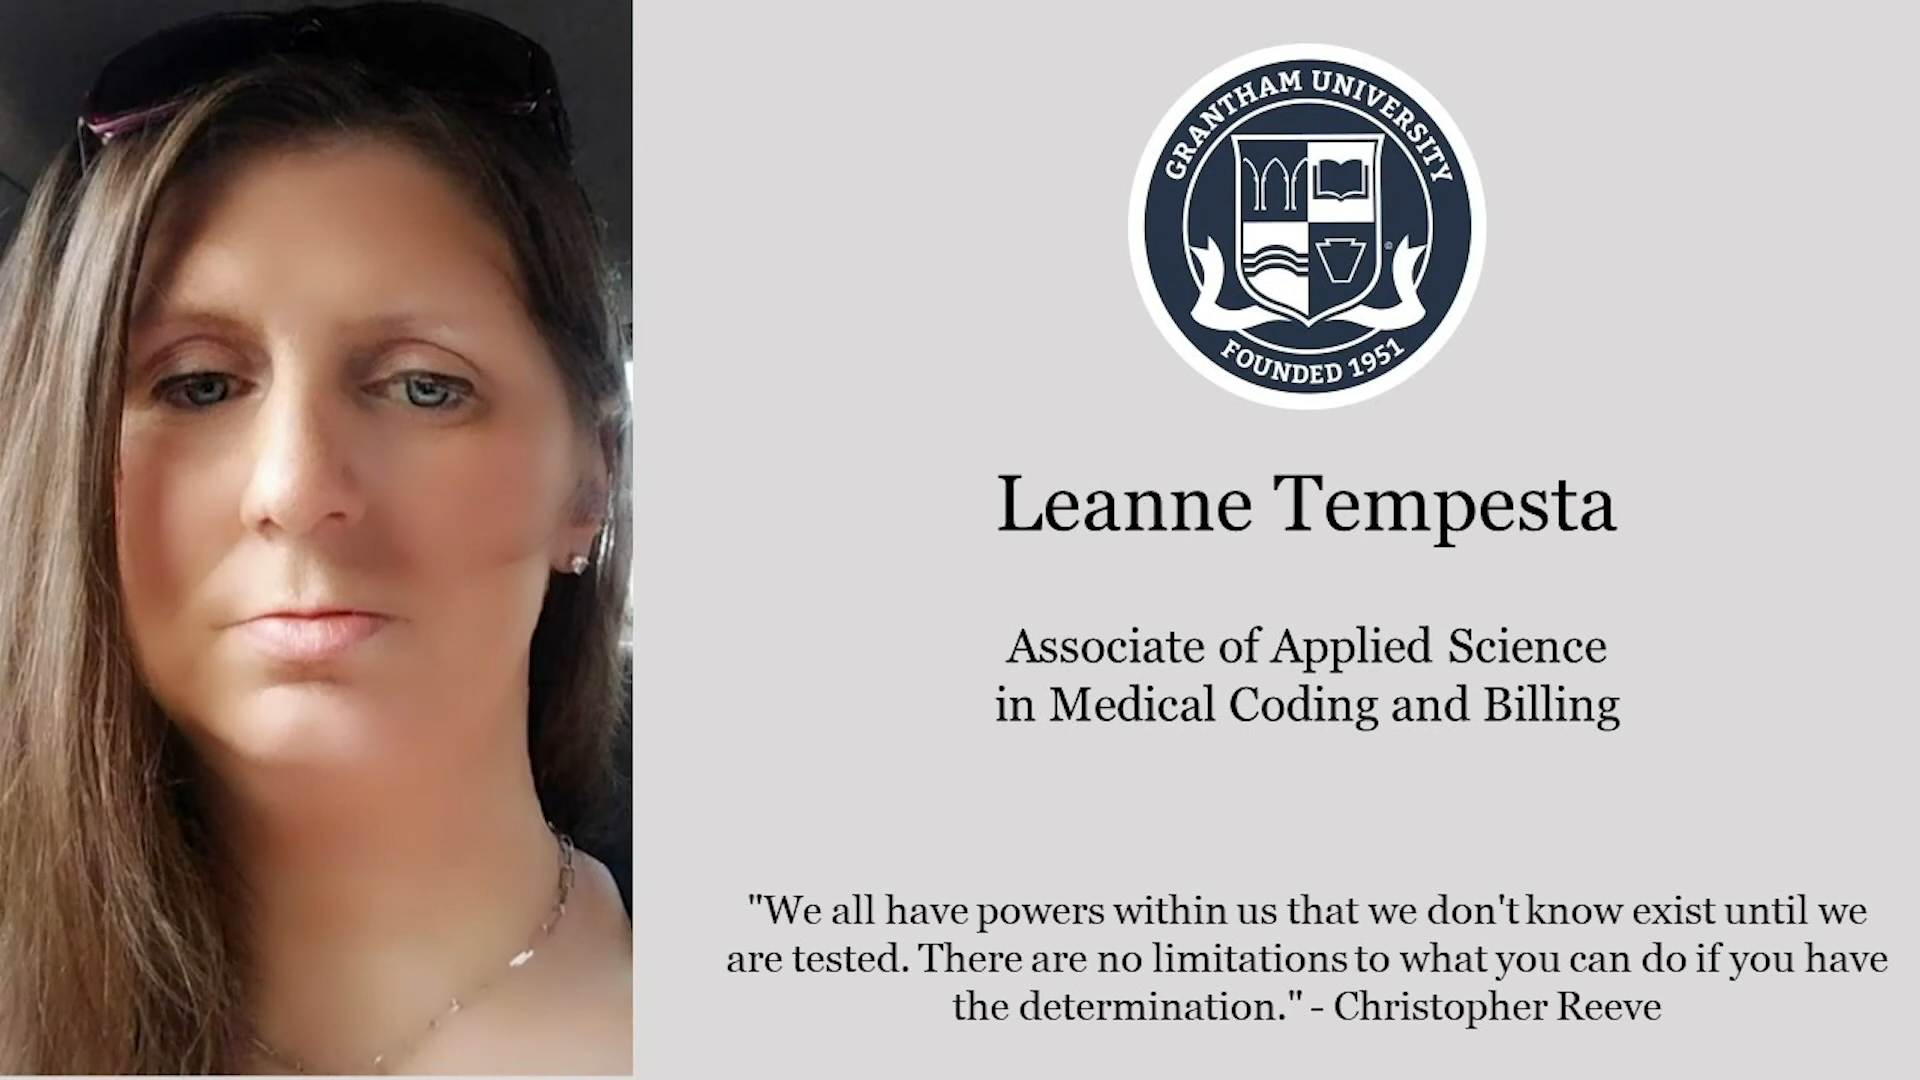 GRANTHAM UNIVERSITY
FOUNDED 1951
Leanne Tempesta
Associate of Applied Science
in Medical Coding and Billing
"We all have powers within us that we don't know exist until we
are tested. There are no limitations to what you can do if you have
the determination." - Christopher Reeve